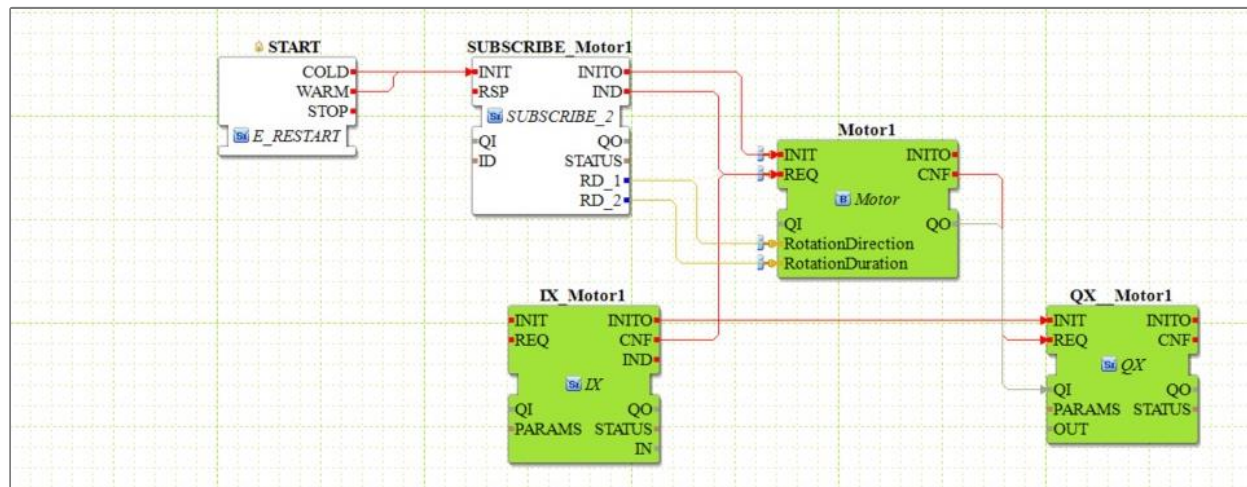 START
COLD
WARM
STOP
E_RESTART
SUBSCRIBE_Motor1
INIT INITO
RSP IND
SUBSCRIBE_2
QI QO
ID STATUS
RD_1
RD_2
Motor1
INIT INITO
REQ CNF
B Motor
QI QO
RotationDirection
RotationDuration
IX_Motor1
INIT INITO
REQ CNF
IND
IX
QI QO
PARAMS STATUS
IN
QX__Motor1
INIT INITO
REQ CNF
QX
QI QO
PARAMS STATUS
OUT